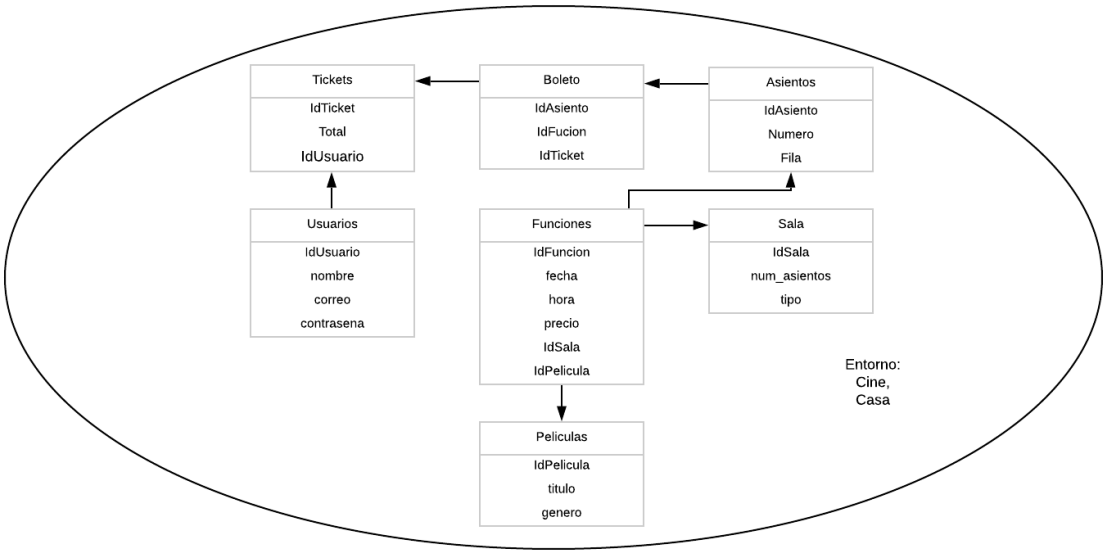 Tickets
IdTicket
Total
IdUsuario
Boleto
IdAsiento
IdFucion
IdTicket
Asientos
IdAsiento
Numero
Fila
Usuarios
IdUsuario
nombre
correo
contrasena
Funciones
IdFuncion
fecha
hora
precio
IdSala
IdPelicula
Sala
IdSala
num_asientos
tipo
Peliculas
IdPelicula
titulo
genero
Entorno:
Cine,
Casa